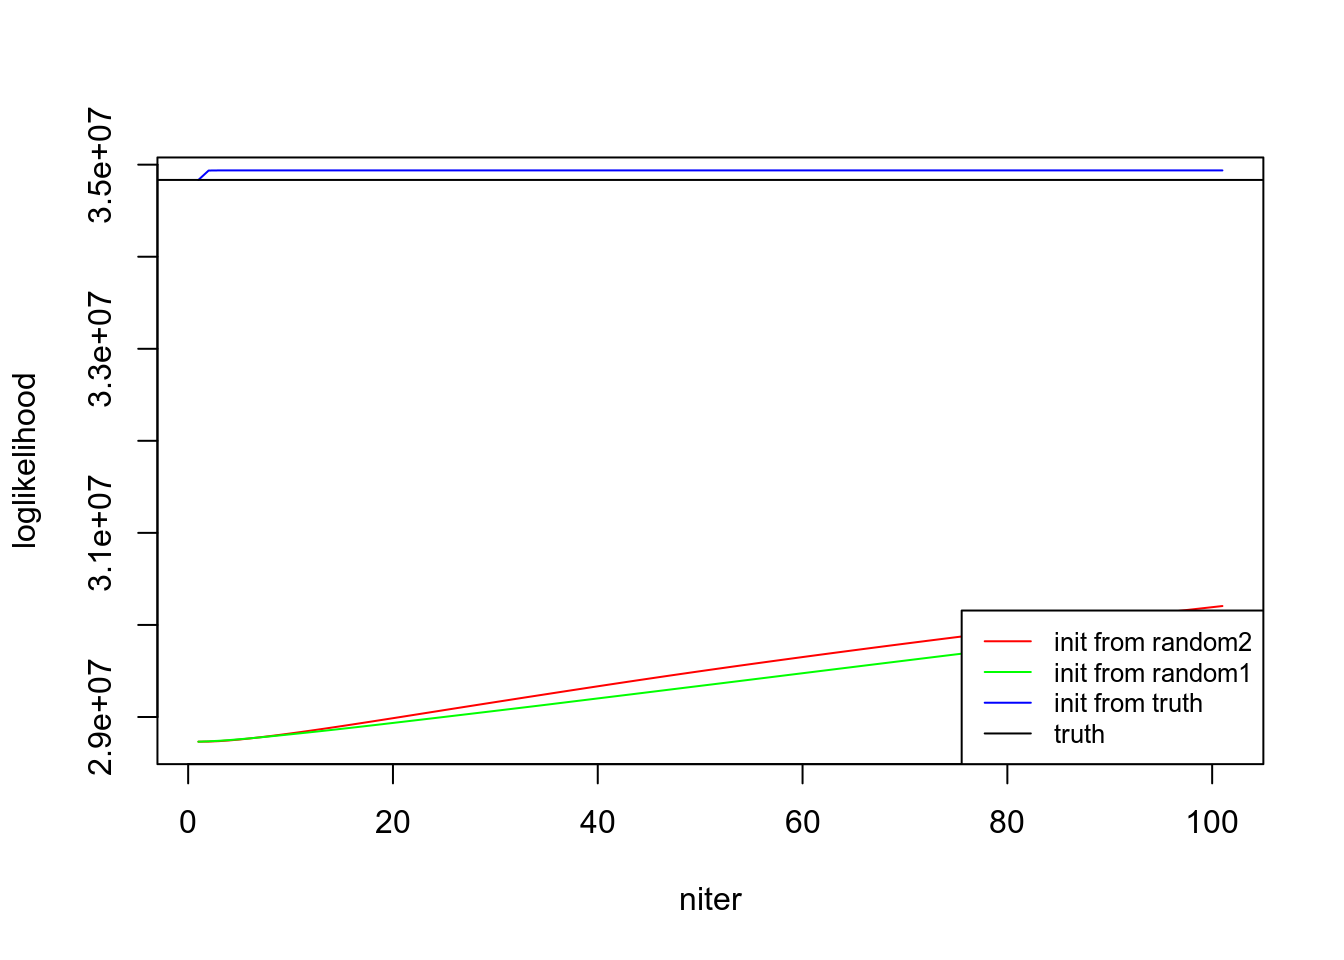 3.5e+07
3.3e+07
3.1e+07
2.9e+07
loglikelihood
init from random2
init from random1
init from truth
truth
0 20 40 60 80 100
niter